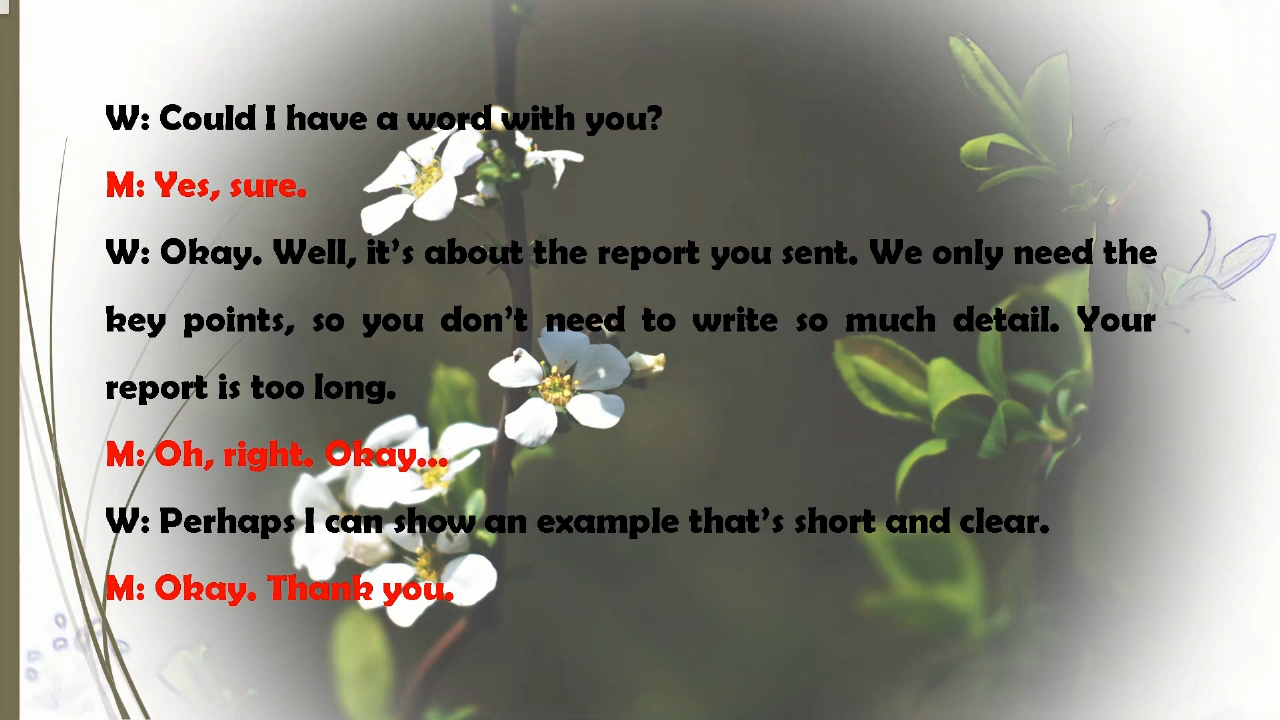 W: Could I have a word with you?
M: Yes, sure.
W: Okay. Well, it’s about the report you sent. We only need the
key points, so you don’t need to write so much detail. Your
report is too long.
M: Oh, right. Okay…
W: Perhaps I can show an example that’s short and clear.
M: Okay. Thank you.